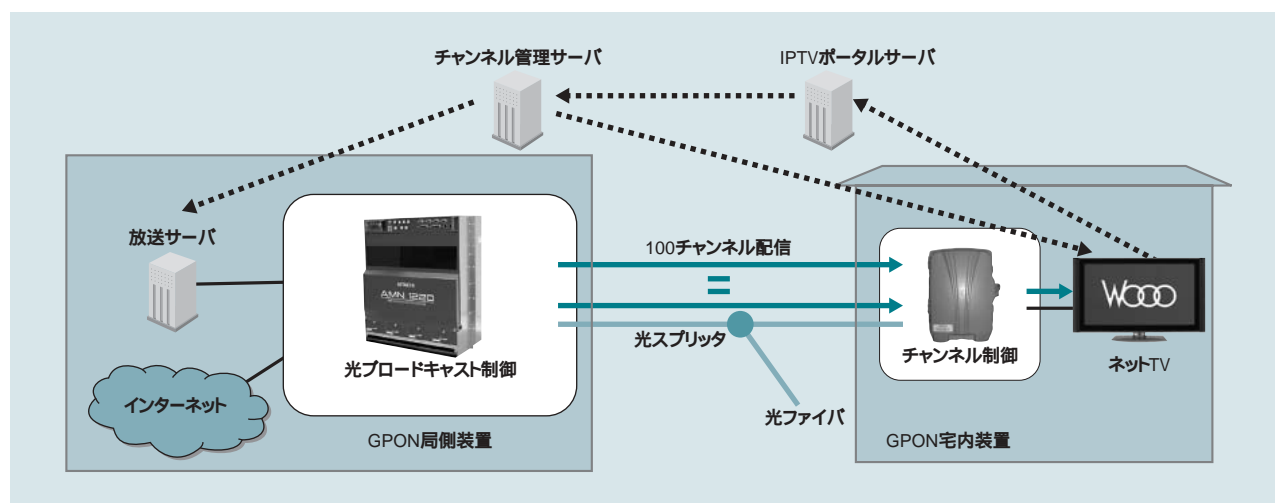 チャンネル管理サーバ
IPTVポータルサーバ
放送サーバ
HITACHI
AMN 1220
光ブロードキャスト制御
インターネット
GPON局側装置
100チャンネル配信
光スプリッタ
光ファイバ
チャンネル制御
Wooo
ネットTV
GPON宅内装置